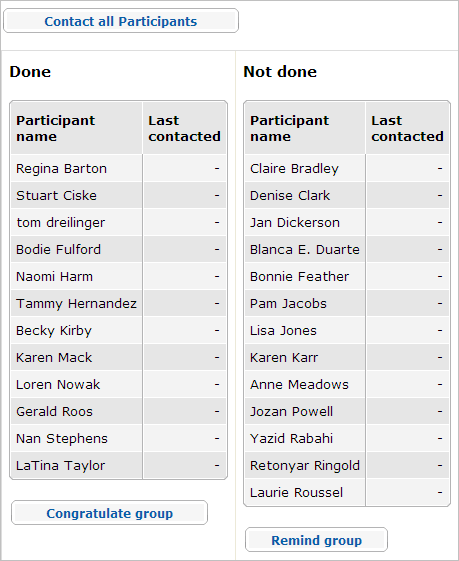 Contact all Participants
Done
Participant name
Last contacted
Regina Barton -
Stuart Ciske -
tom dreilinger -
Bodie Fulford -
Naomi Harm -
Tammy Hernandez -
Becky Kirby -
Karen Mack -
Loren Nowak -
Gerald Roos -
Nan Stephens -
LaTina Taylor -
Congratulate group
Not done
Participant name
Last contacted
Claire Bradley -
Denise Clark -
Jan Dickerson -
Blanca E. Duarte -
Bonnie Feather -
Pam Jacobs -
Lisa Jones -
Karen Karr -
Anne Meadows -
Jozan Powell -
Yazid Rabahi -
Retonyar Ringold -
Laurie Roussel -
Remind group